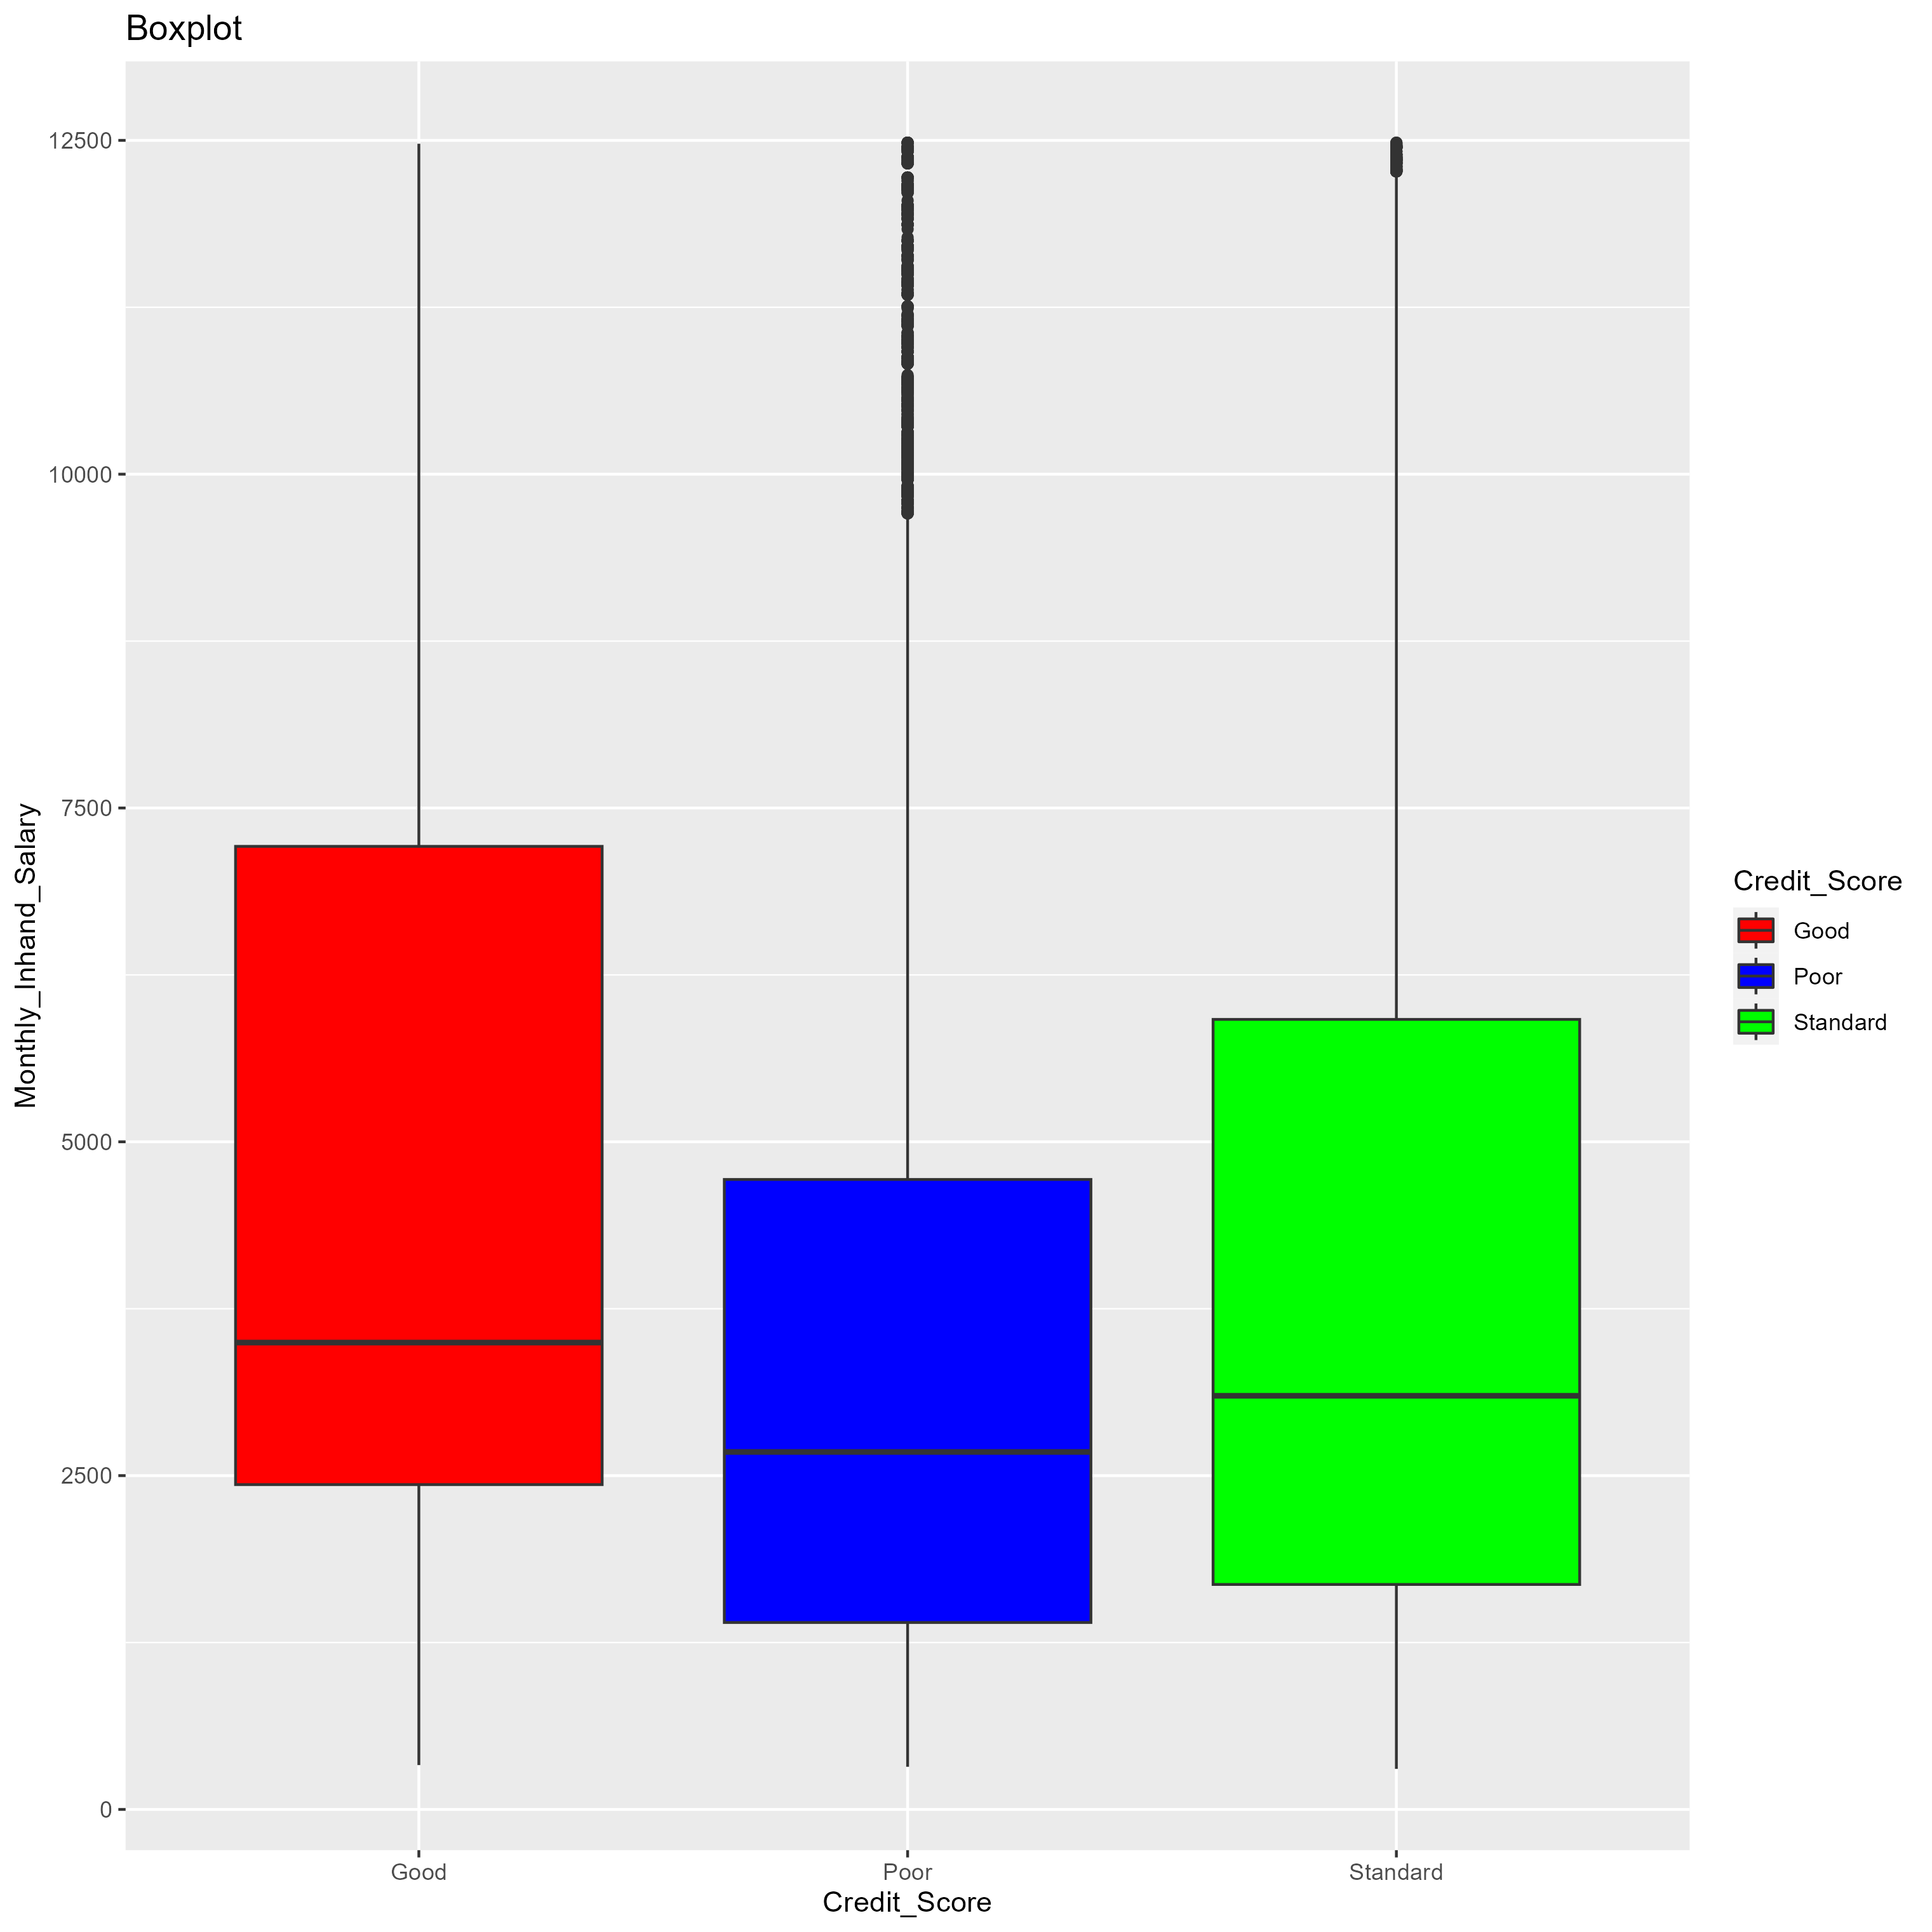 Boxplot
12500
10000
7500
5000
2500
0
Monthly_Inhand_Salary
Good
Poor
Standard
Credit_Score
Credit_Score
Good
Poor
Standard